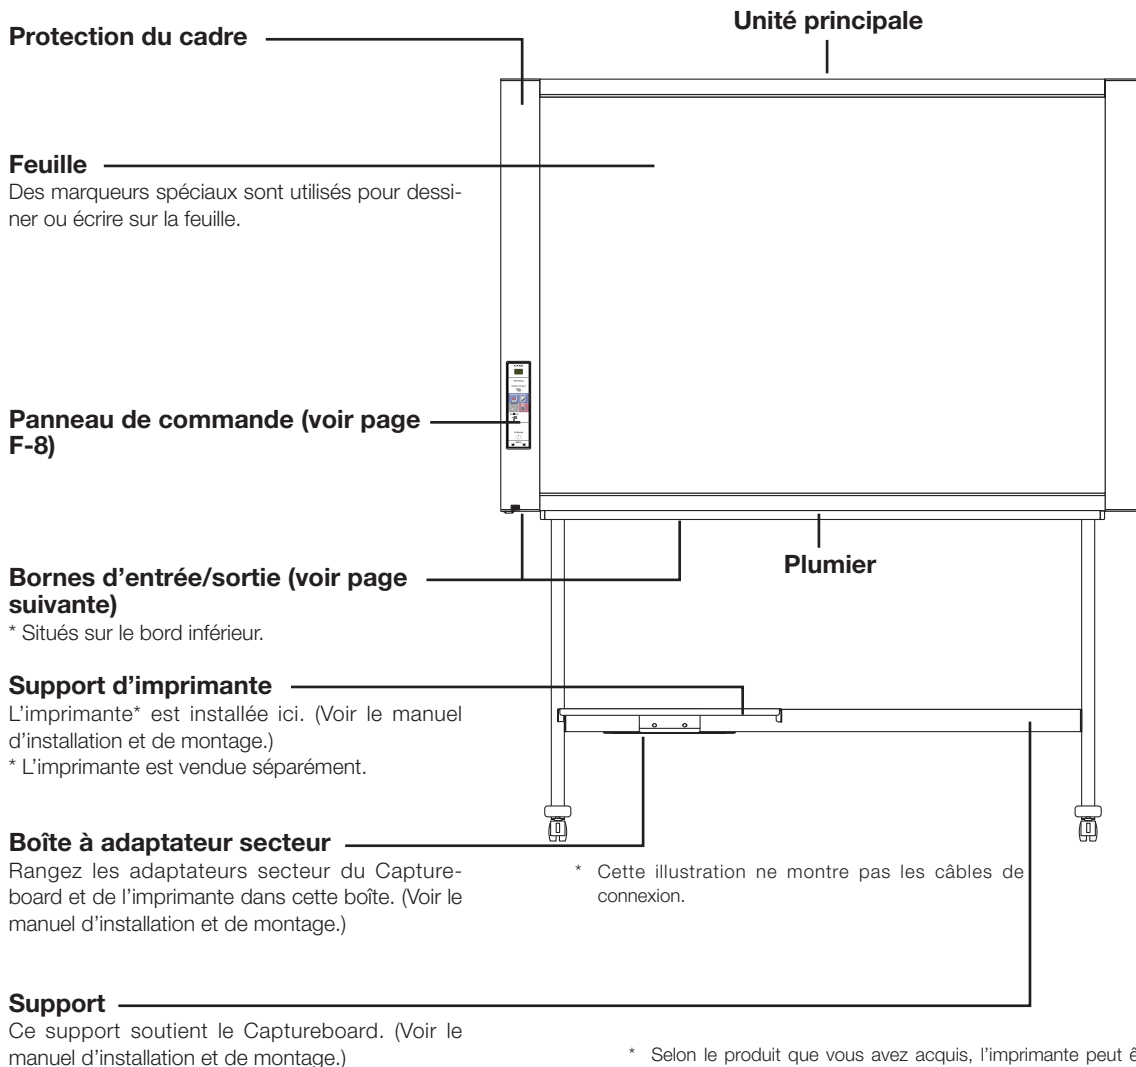 Unité principale
Protection du cadre
Feuille
Des marqueurs spéciaux sont utilisés pour dessi-
ner ou écrire sur la feuille.
Panneau de commande (voir page
F-8)
Plumier
Bornes d’entrée/sortie (voir page
suivante)
* Situés sur le bord inférieur.
Support d’imprimante
L’imprimante* est installée ici. (Voir le manuel
d’installation et de montage.)
* L’imprimante est vendue séparément.
Boîte à adaptateur secteur
Rangez les adaptateurs secteur du Capture-
board et de l’imprimante dans cette boîte. (Voir le
manuel d’installation et de montage.)
* Cette illustration ne montre pas les câbles de
connexion.
Support
Ce support soutient le Captureboard. (Voir le
manuel d’installation et de montage.)
* Selon le produit que vous avez acquis, l’imprimante peut